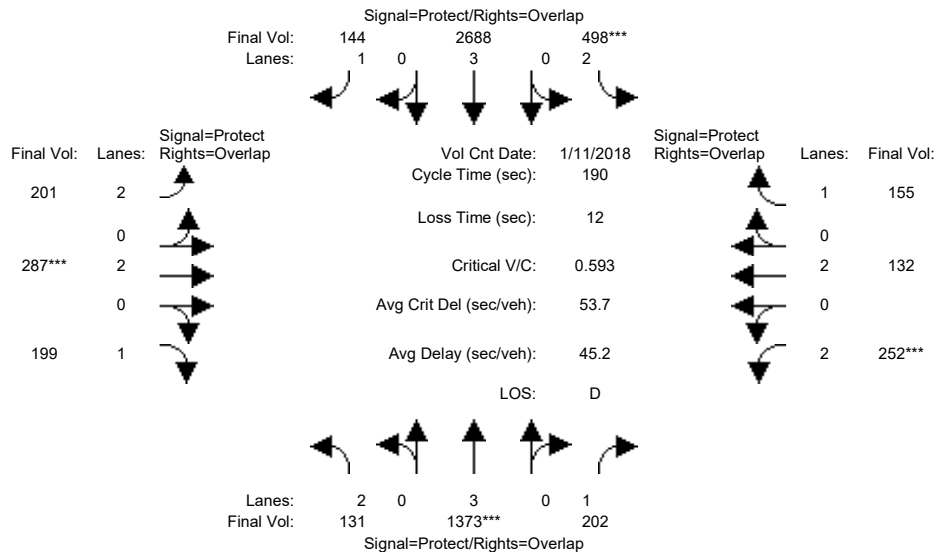 Signal=Protect/Rights=Overlap
Final Vol: 144 2688 498***
Lanes: 1 0 3 0 2
Signal=Protect Signal=Protect
Final Vol: Lanes: Rights=Overlap Vol Cnt Date: 1/11/2018 Rights=Overlap Lanes: Final Vol:
Cycle Time (sec): 190
201 2 1 155
Loss Time (sec): 12
0 0
287*** 2 Critical V/C: 0.593 2 132
0 Avg Crit Del (sec/veh): 53.7 0
199 1 Avg Delay (sec/veh): 45.2 2 252***
LOS: D
Lanes: 2 0 3 0 1
Final Vol: 131 1373*** 202
Signal=Protect/Rights=Overlap